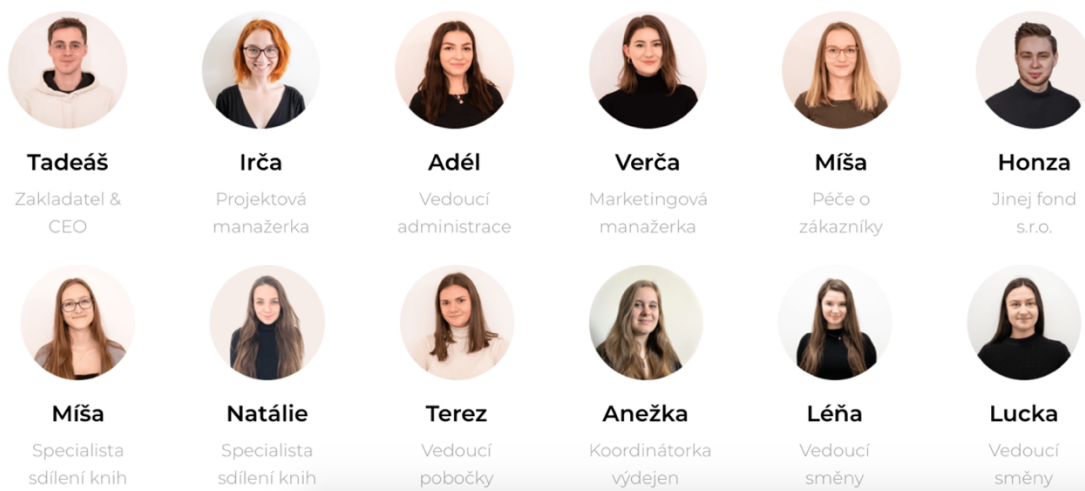 Tadeáš
Irča
Adél
Verča
Míša
Honza
Zakladatel &
CEO
Projektová
manažerka
Vedoucí
administrace
Marketingová
manažerka
Péče o
zákazníky
Jinej fond
s.r.o.
Míša
Natálie
Terez
Anežka
Léňa
Lucka
Specialista
sdílení knih
Specialista
sdílení knih
Vedoucí
pobočky
Koordinátorka
výdejen
Vedoucí
směny
Vedoucí
směny